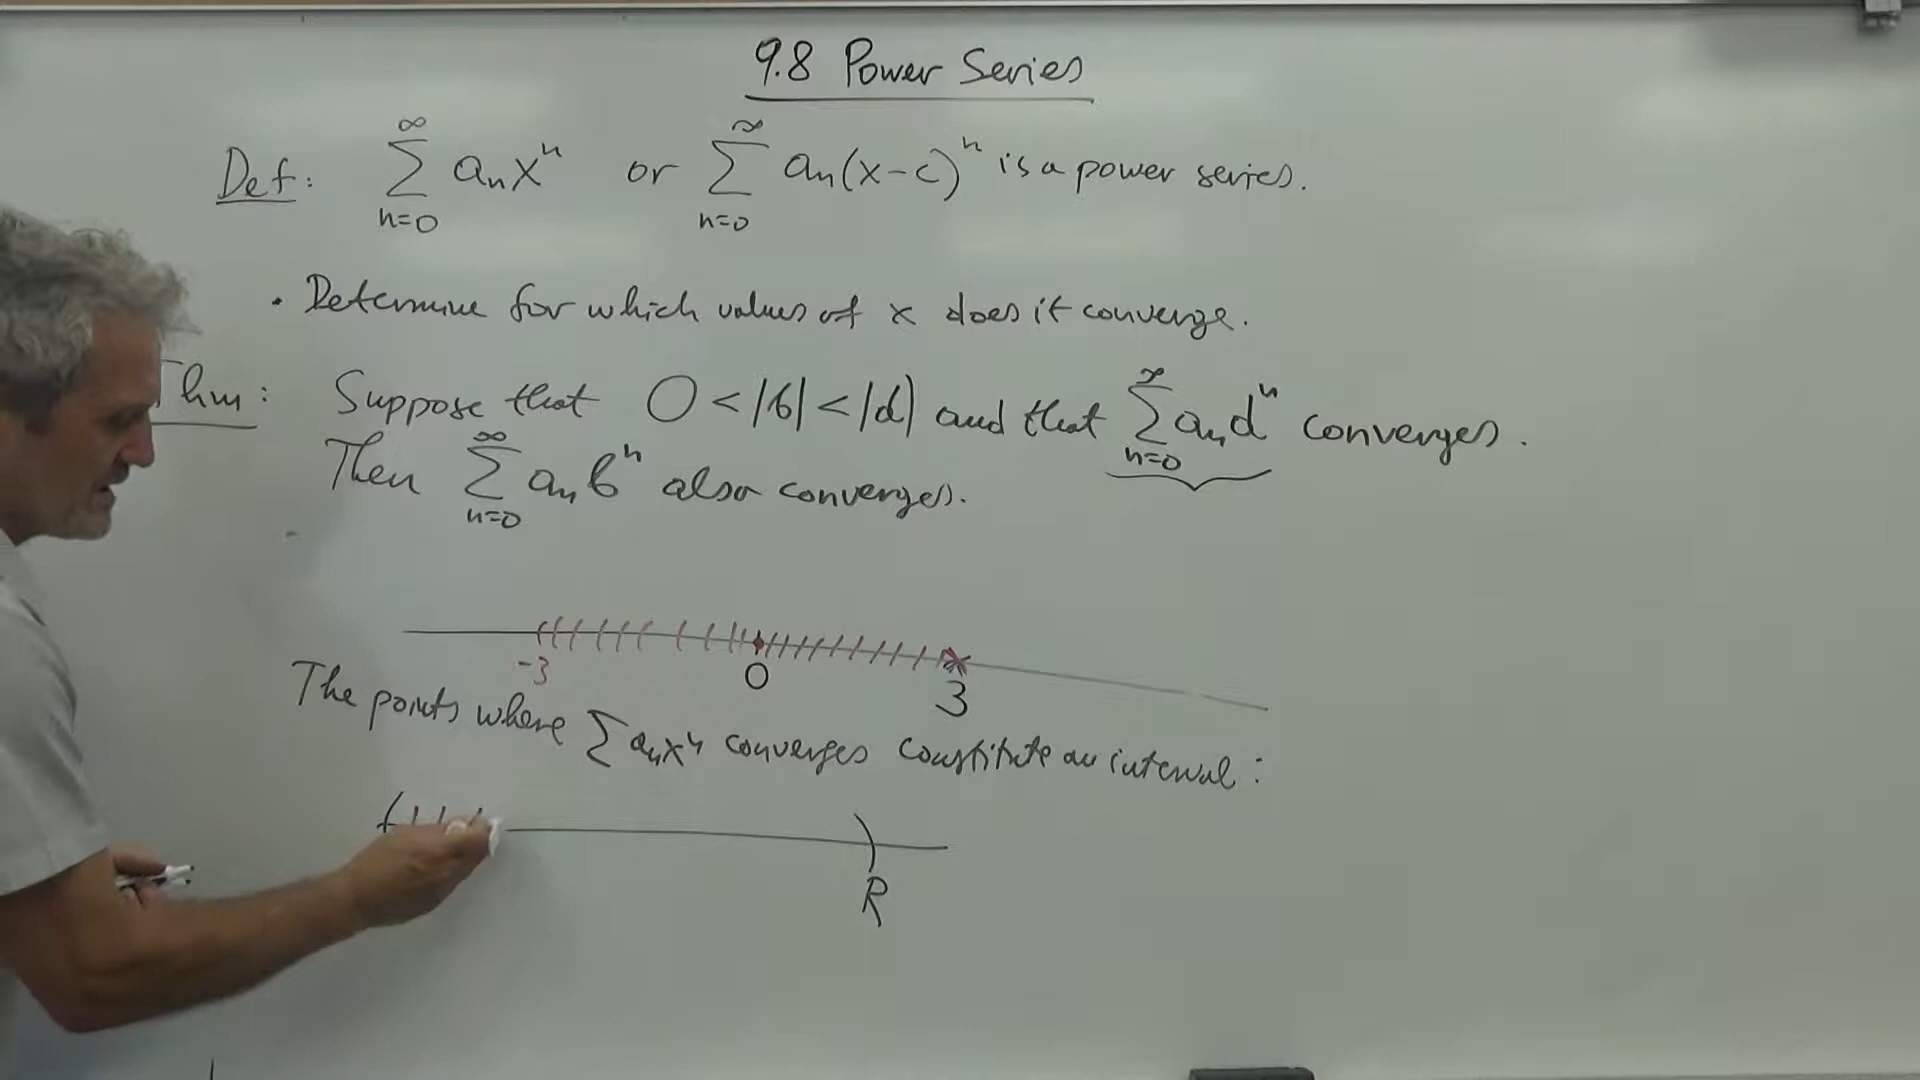 9.8 Power Series
Def: ∑_{n=0}^{∞} aₙxⁿ or ∑_{n=0}^{∞} aₙ(x-c)ⁿ is a power series.
• Determine for which values of x does it converge.
Thm: Suppose that 0 < |b| < |d| and that ∑_{n=0}^{∞} aₙdⁿ converges.
Then ∑_{n=0}^{∞} aₙbⁿ also converges.
-3 0 3
The points where ∑aₙxⁿ converges constitute an interval:
R